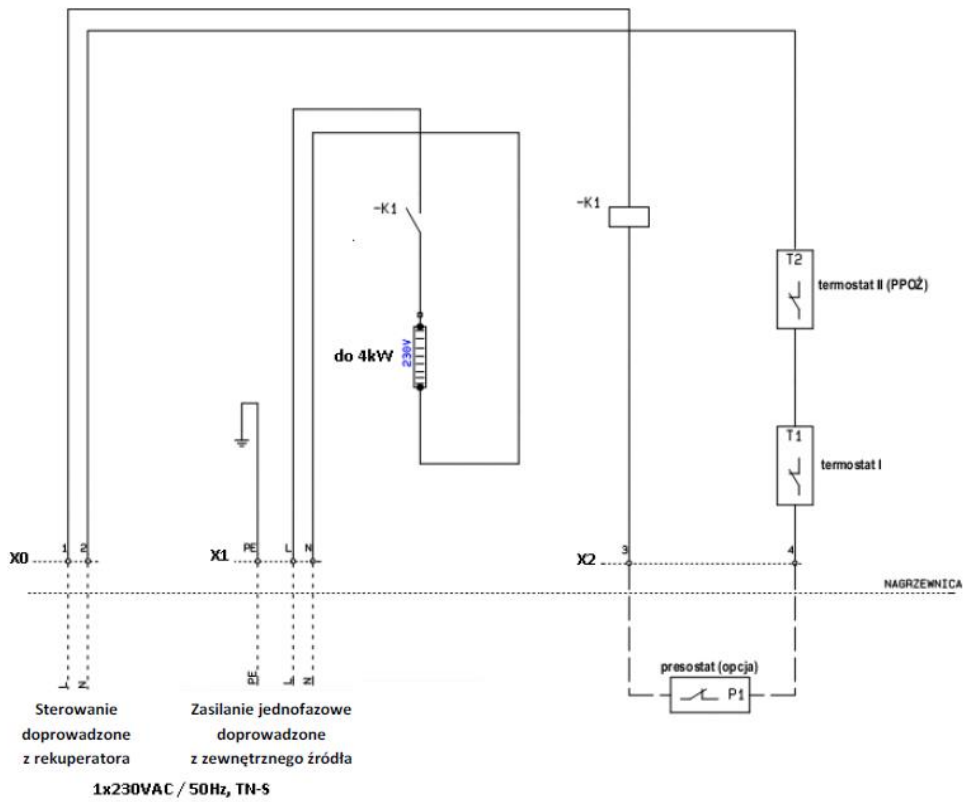 -K1
-K1
T2
termostat II (PPOŻ)
do 4kW
230V
T1
termostat I
X0
1
2
X1
PE
L
N
X2
3
4
NAGRZEWNICA
L
N
PE
L
N
presostat (opcja)
P1
Sterowanie
doprowadzone
z rekuperatora
Zasilanie jednofazowe
doprowadzone
z zewnętrznego źródła
1x230VAC / 50Hz, TN-S